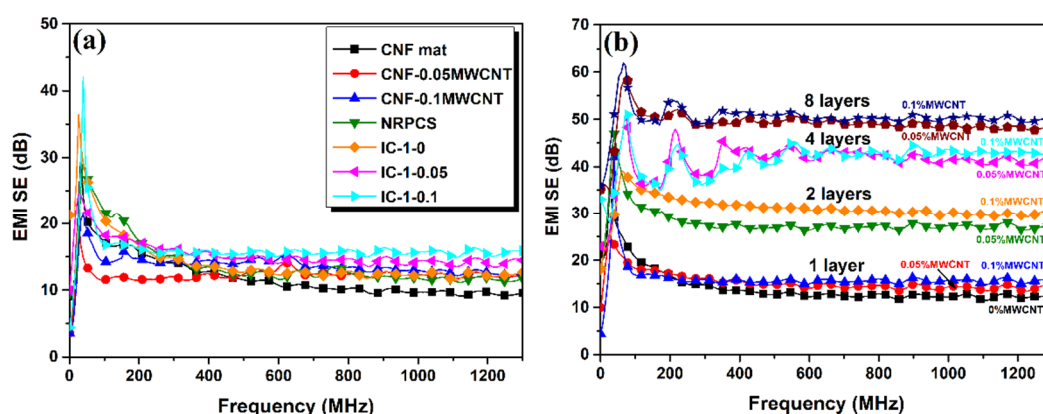 (a)
CNF mat
CNF-0.05MWCNT
CNF-0.1MWCNT
NRPCS
IC-1-0
IC-1-0.05
IC-1-0.1
EMI SE (dB)
50
40
30
20
10
0
0 200 400 600 800 1000 1200
Frequency (MHz)
(b)
EMI SE (dB)
70
60
50
40
30
20
10
0
8 layers
0.1%MWCNT
0.05%MWCNT
4 layers
0.1%MWCNT
0.05%MWCNT
2 layers
0.1%MWCNT
0.05%MWCNT
1 layer
0.05%MWCNT
0.1%MWCNT
0%MWCNT
0 200 400 600 800 1000 1200
Frequency (MHz)